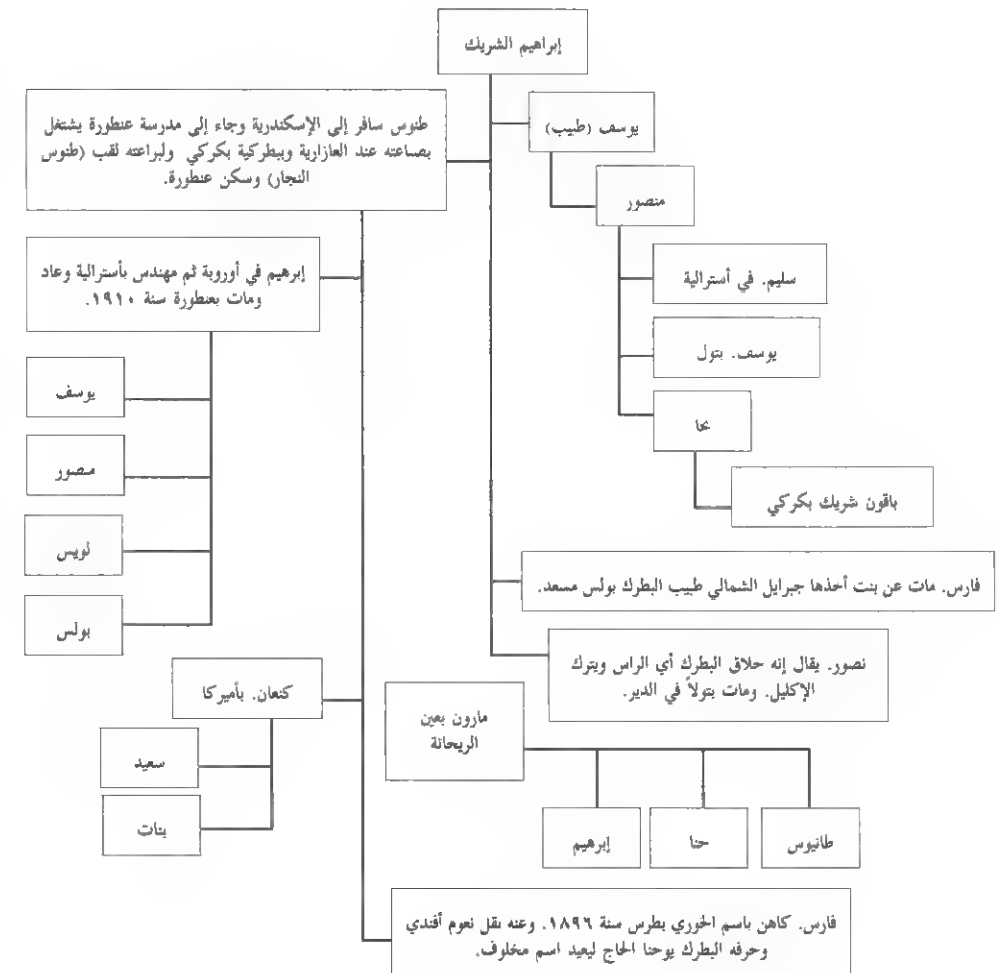 إبراهيم الشريك
طنوس سافر إلى الإسكندرية وجاء إلى مدرسة عنطورة يشتغل
بصاعته عند العازارية وببطركية بكركي ولبراعته لقب (طنوس
النجار) وسكن عنطورة.
يوسف (طبيب)
منصور
إبرهيم في أوروبة ثم مهندس بأسترالية وعاد
ومات بعنطورة سنة ١٩١٠.
سليم. في أسترالية
يوسف. بتول
يوسف
منصور
باقون شريك بكركي
لويس
فارس. مات عن بنت أخذها جبرايل الشمالي طبيب البطرك بولس مسعد.
بولس
نصور. يقال إنه حلاق البطرك أي الراس ويترك
الإكليل. ومات بتولاً في الدير.
كنعان. بأميركا
مارون بعين
الريحانة
سعيد
بنات
إبرهيم
حنا
طانيوس
فارس. كاهن باسم الخوري بطرس سنة ١٨٩٦. وعنه نقل نعوم أفندي
وحرفه البطرك يوحنا الحاج ليعيد اسم مخلوف.